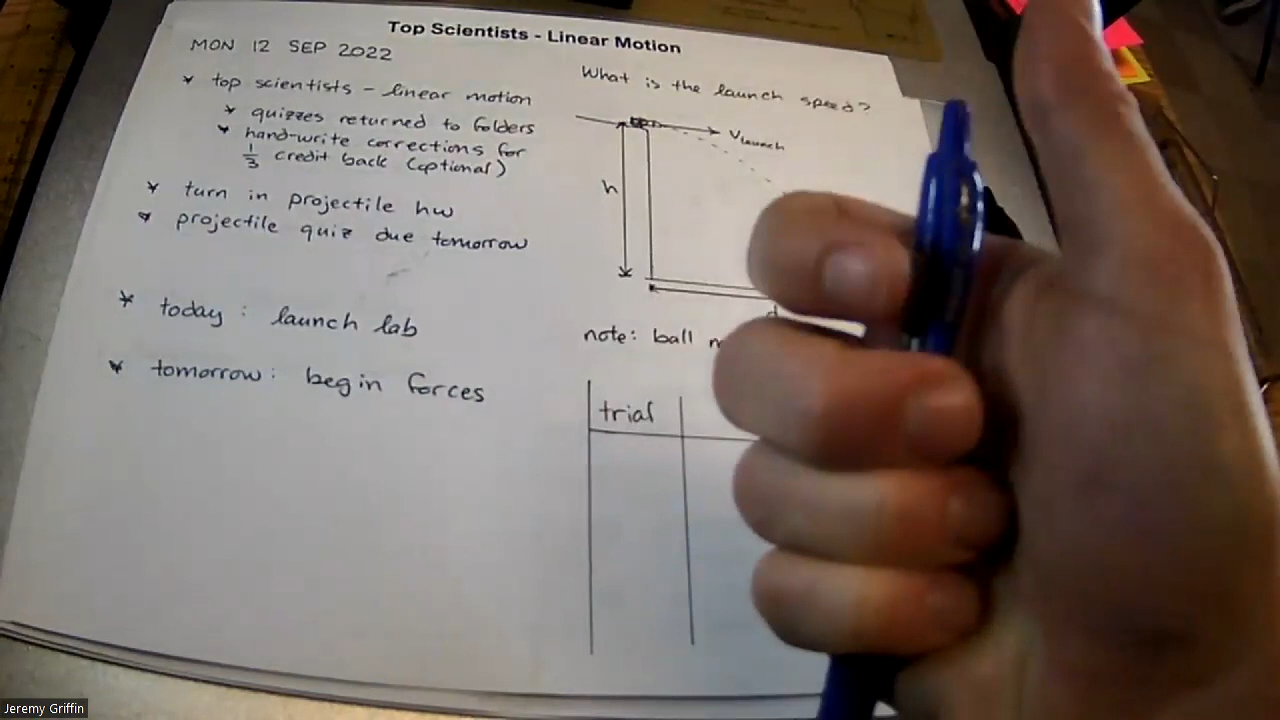 Top Scientists - Linear Motion
MON 12 SEP 2022
* top scientists - linear motion
* quizzes returned to folders
* hand-write corrections for
1/3 credit back (optional)
* turn in projectile hw
* projectile quiz due tomorrow
* today: launch lab
* tomorrow: begin forces
What is the launch speed?
Vlaunch
h
d
note: ball
trial
Jeremy Griffin